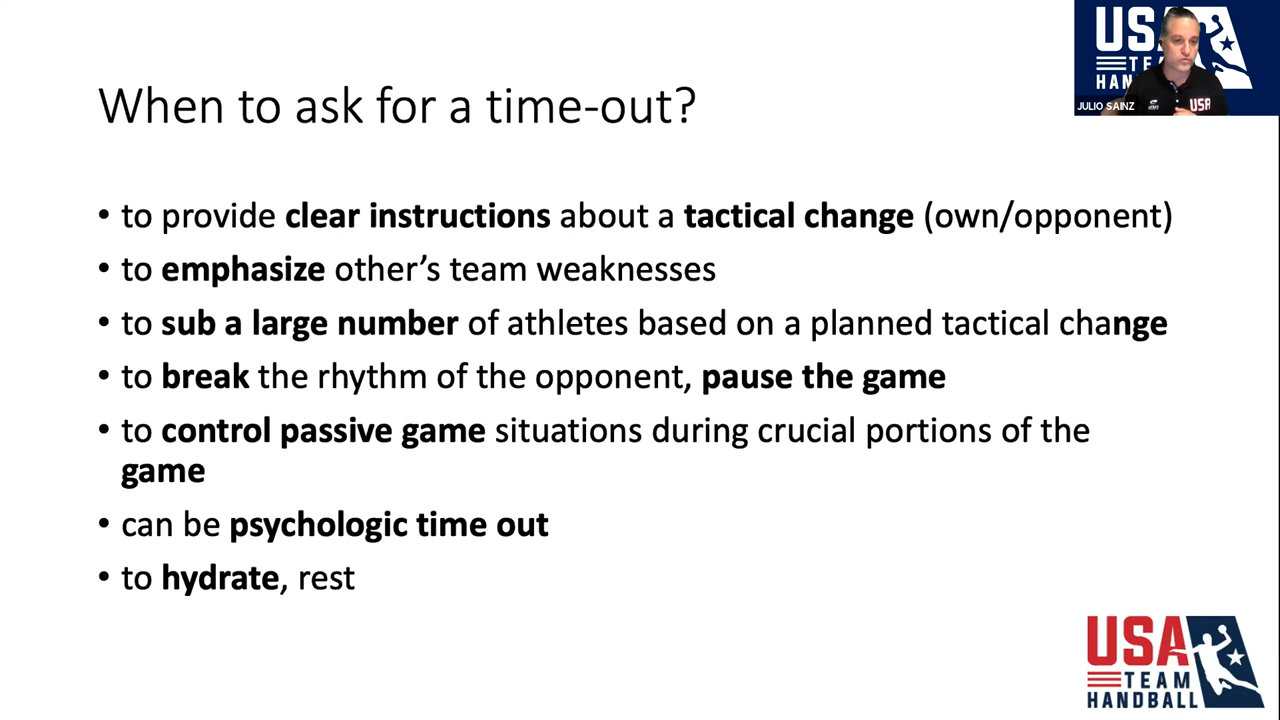 USA
TEAM
HAND
JULIO SAINZ
USA
When to ask for a time-out?
• to provide clear instructions about a tactical change (own/opponent)
• to emphasize other’s team weaknesses
• to sub a large number of athletes based on a planned tactical change
• to break the rhythm of the opponent, pause the game
• to control passive game situations during crucial portions of the
game
• can be psychologic time out
• to hydrate, rest
USA
TEAM
HANDBALL